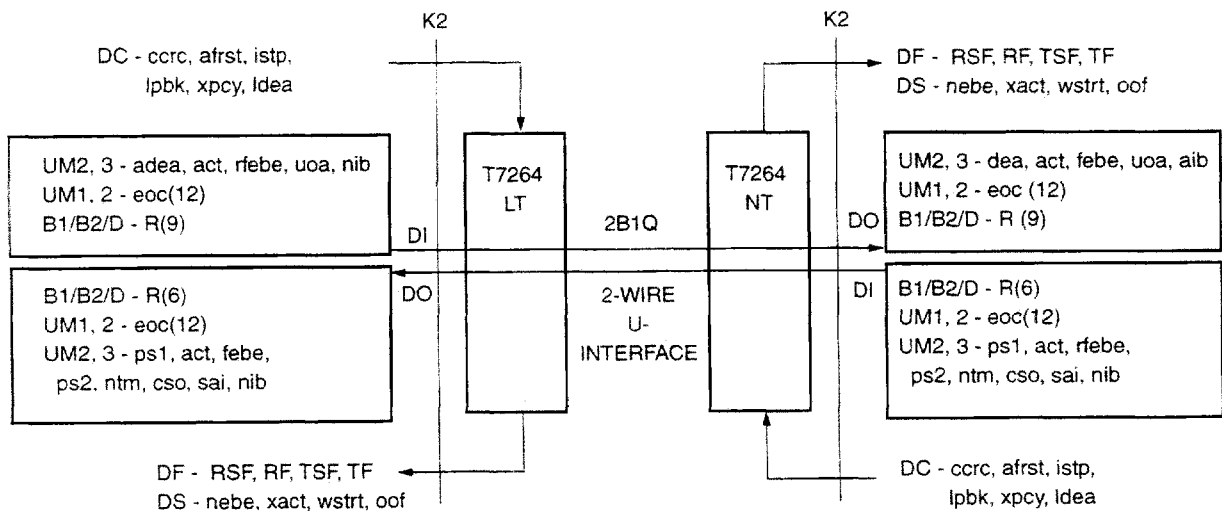 K2
K2
DC - ccrc, afrst, istp,
lpbk, xpcy, ldea
DF - RSF, RF, TSF, TF
DS - nebe, xact, wstrt, oof
UM2, 3 - adea, act, rfebe, uoa, nib
UM1, 2 - eoc(12)
B1/B2/D - R(9)
DI
T7264
LT
2B1Q
T7264
NT
DO
UM2, 3 - dea, act, febe, uoa, aib
UM1, 2 - eoc (12)
B1/B2/D - R (9)
B1/B2/D - R(6)
UM1, 2 - eoc(12)
UM2, 3 - ps1, act, febe,
ps2, ntm, cso, sai, nib
DO
2-WIRE
U-
INTERFACE
DI
B1/B2/D - R(6)
UM1, 2 - eoc(12)
UM2, 3 - ps1, act, rfebe,
ps2, ntm, cso, sai, nib
DF - RSF, RF, TSF, TF
DS - nebe, xact, wstrt, oof
DC - ccrc, afrst, istp,
lpbk, xpcy, ldea